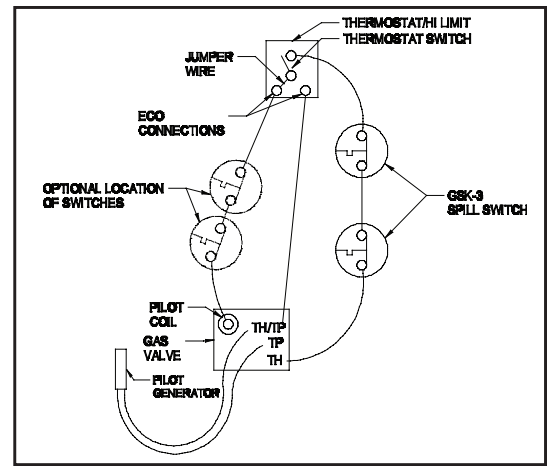 THERMOSTAT/HI LIMIT
THERMOSTAT SWITCH
JUMPER
WIRE
ECO
CONNECTIONS
OPTIONAL LOCATION
OF SWITCHES
GSK-3
SPILL SWITCH
PILOT
COIL
GAS
VALVE
TH/TP
TP
TH
PILOT
GENERATOR